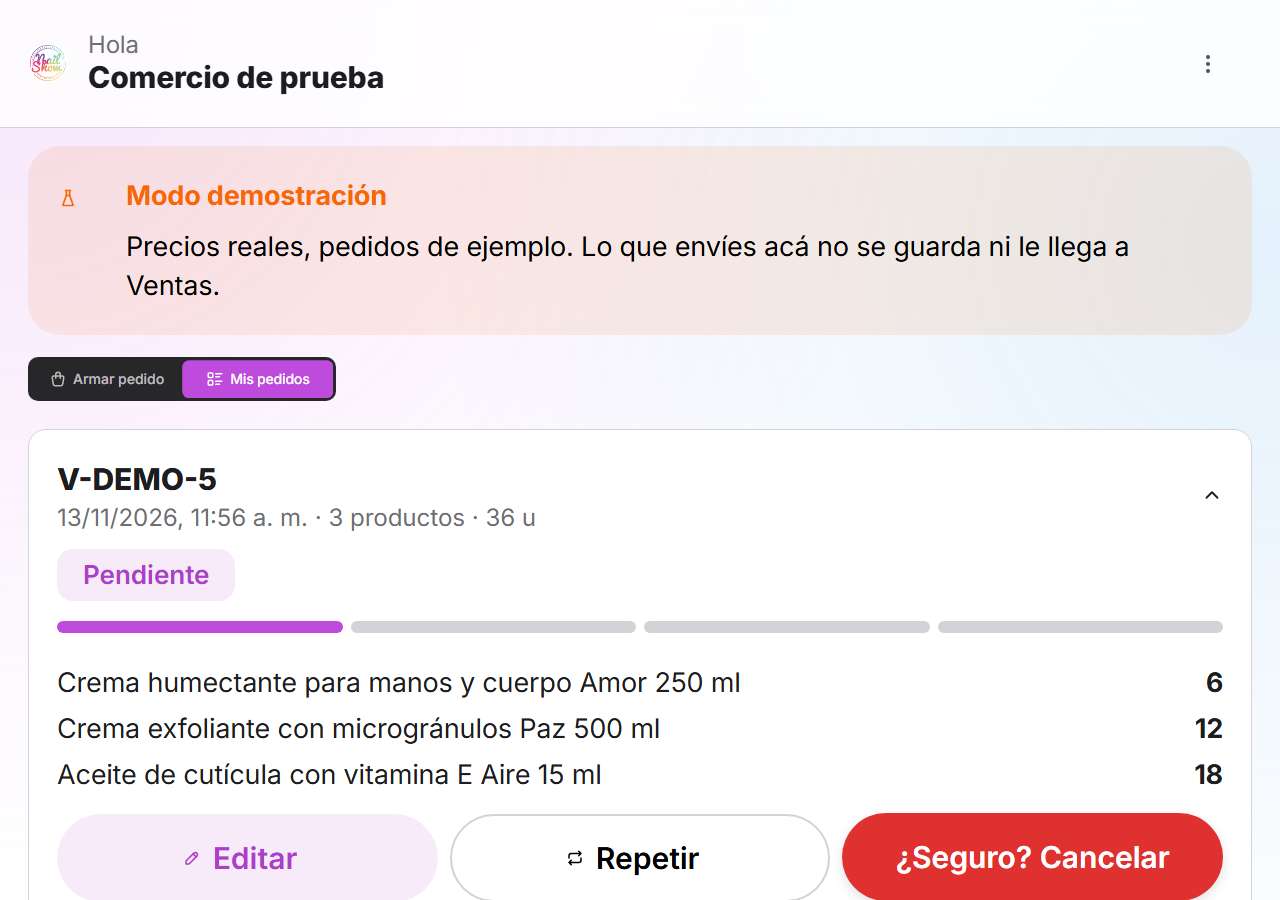 Nail Show
Hola
Comercio de prueba
Modo demostración
Precios reales, pedidos de ejemplo. Lo que envíes acá no se guarda ni le llega a
Ventas.
Armar pedido
Mis pedidos
V-DEMO-5
13/11/2026, 11:56 a. m. · 3 productos · 36 u
Pendiente
Crema humectante para manos y cuerpo Amor 250 ml 6
Crema exfoliante con microgránulos Paz 500 ml 12
Aceite de cutícula con vitamina E Aire 15 ml 18
Editar
Repetir
¿Seguro? Cancelar